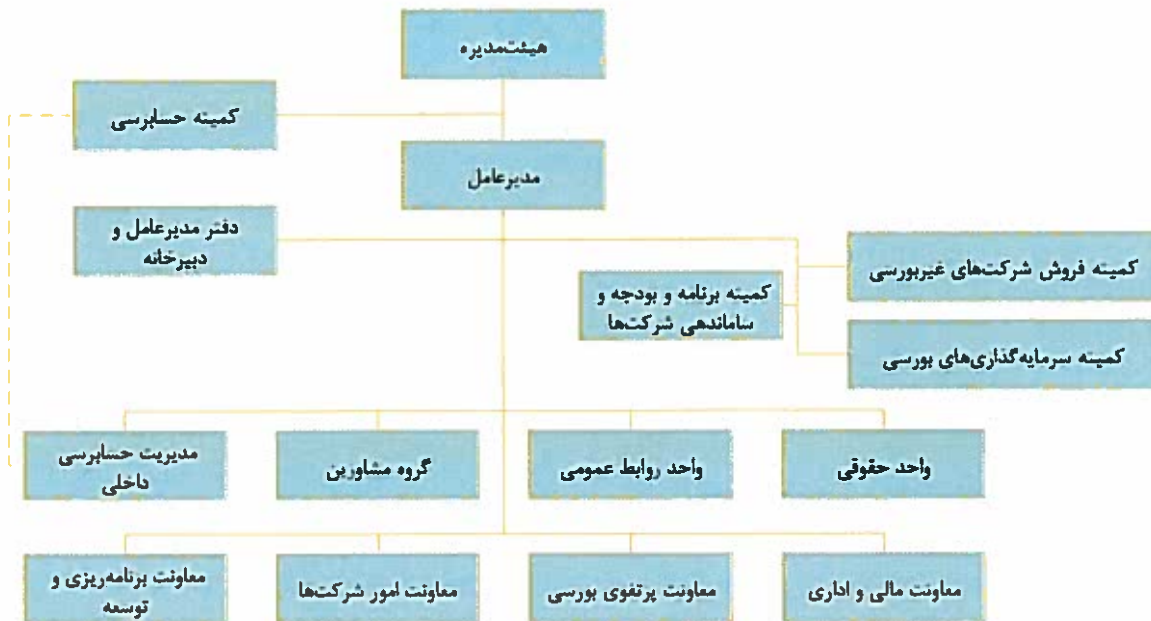 هیئت‌مدیره
کمیته حسابرسی
مدیرعامل
دفتر مدیرعامل و
دبیرخانه
کمیته فروش شرکت‌های غیربورسی
کمیته برنامه و بودجه و
ساماندهی شرکت‌ها
کمیته سرمایه‌گذاری‌های بورسی
واحد حقوقی
واحد روابط عمومی
گروه مشاورین
مدیریت حسابرسی
داخلی
معاونت مالی و اداری
معاونت پرتفوی بورسی
معاونت امور شرکت‌ها
معاونت برنامه‌ریزی و
توسعه